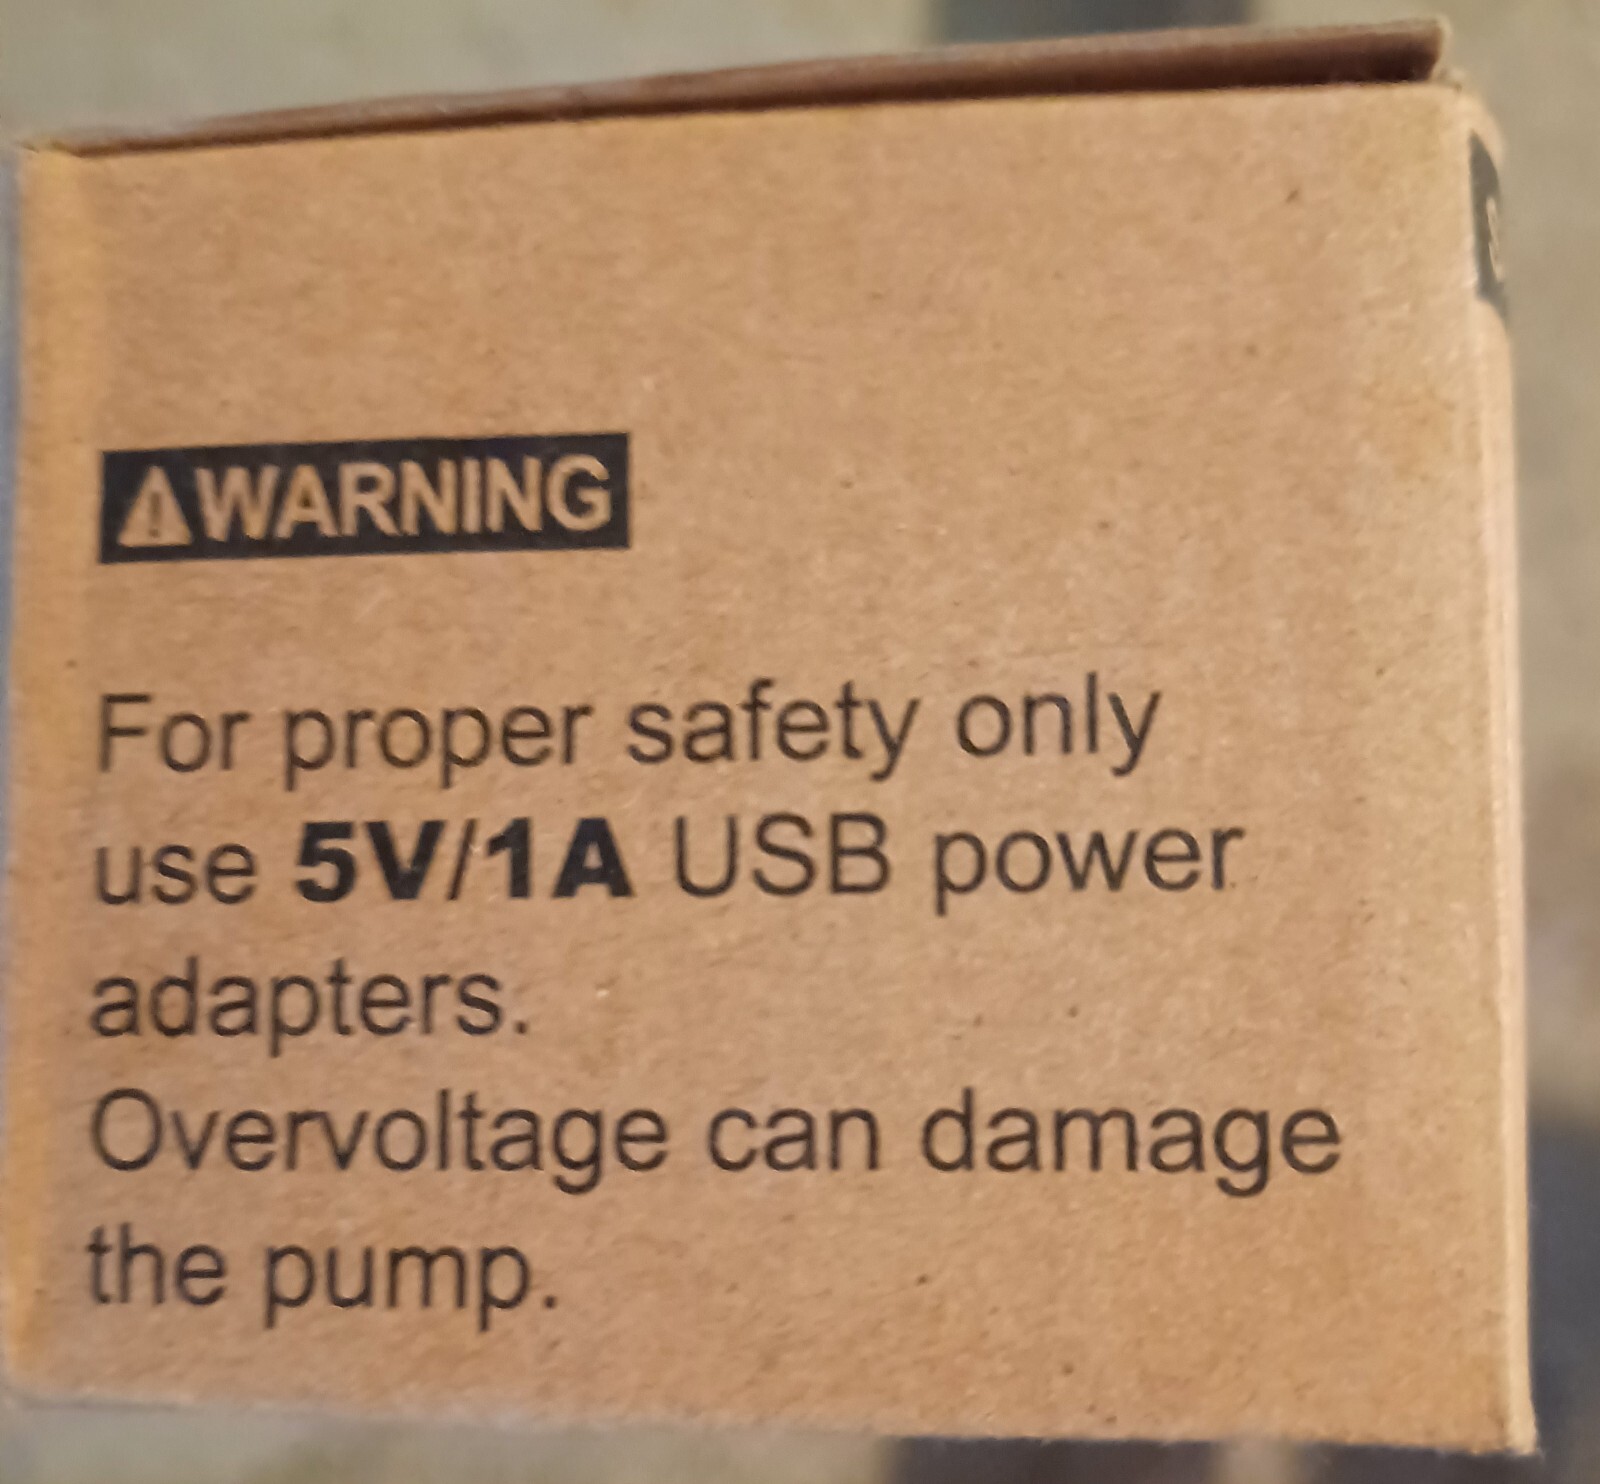 ⚠WARNING
For proper safety only
use 5V/1A USB power
adapters.
Overvoltage can damage
the pump.